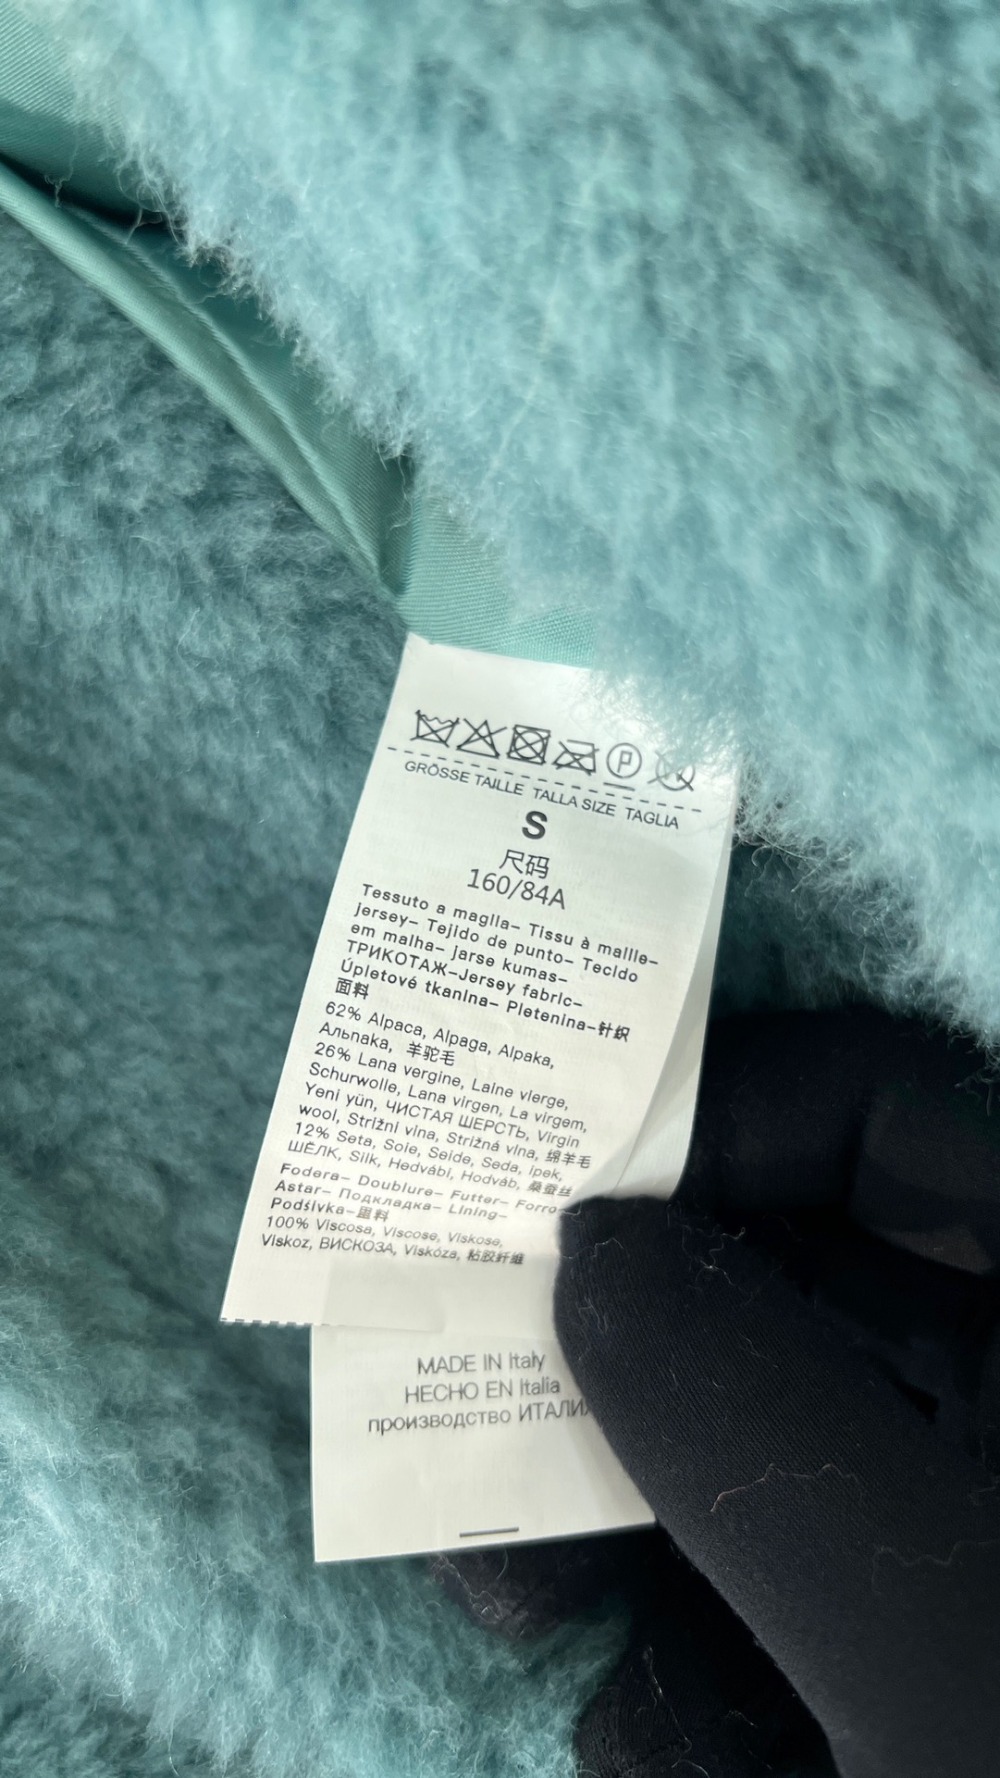 P
GRÖSSE TAILLE TALLA SIZE TAGLIA
S
尺码
160/84A
Tessuto a maglia– Tissu à maille–
jersey– Tejido de punto– Tecido
em malha– jarse kumas–
ТРИКОТАЖ–Jersey fabric–
Úpletové tkanina– Pletenina–针织
面料
62% Alpaca, Alpaga, Alpaka,
Альпака, 羊驼毛
26% Lana vergine, Laine vierge,
Schurwolle, Lana virgen, La virgem,
Yeni yün, ЧИСТАЯ ШЕРСТЬ, Virgin
wool, Strižni vina, Strižná vlna, 绵羊毛
12% Seta, Soie, Seide, Seda, ipek,
ШЁЛК, Silk, Hedvábí, Hodváb, 桑蚕丝
Fodera– Doublure– Futter– Forro–
Astar– Подкладка– Lining–
Podšívka–里料
100% Viscosa, Viscose, Viskose,
Viskoz, ВИСКОЗА, Viskóza, 粘胶纤维
MADE IN Italy
HECHO EN Italia
производство ИТАЛИЯ